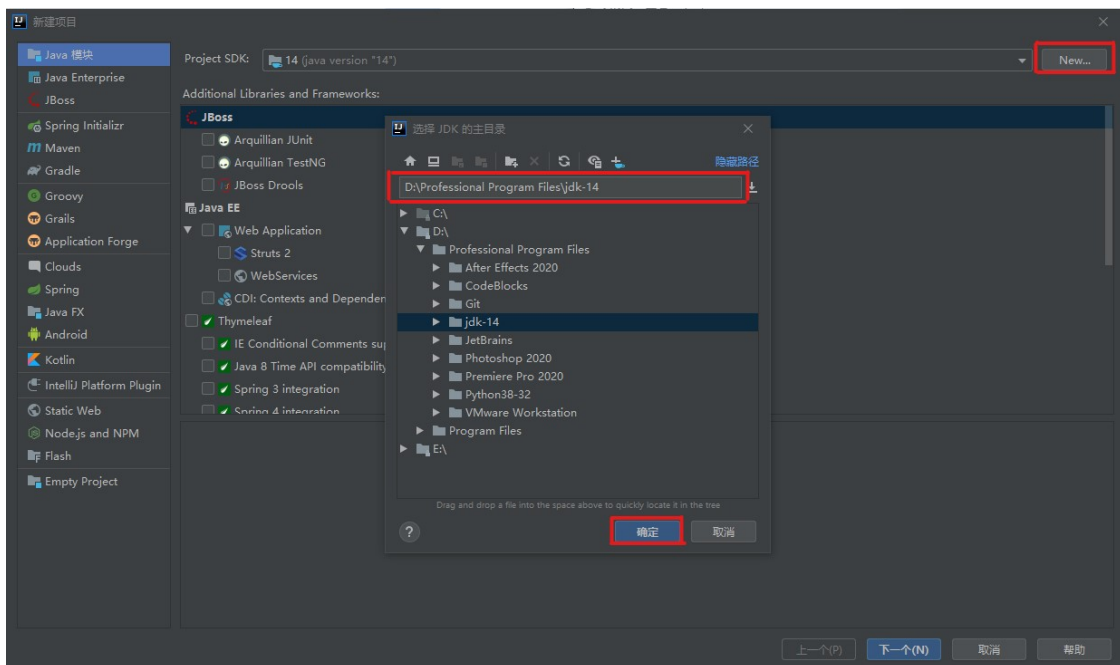 新建项目
Java 模块
Java Enterprise
JBoss
Spring Initializr
Maven
Gradle
Groovy
Grails
Application Forge
Clouds
Spring
Java FX
Android
Kotlin
IntelliJ Platform Plugin
Static Web
Node.js and NPM
Flash
Empty Project
Project SDK: 14 (java version "14") New...
Additional Libraries and Frameworks:
JBoss
Arquillian JUnit
Arquillian TestNG
JBoss Drools
Java EE
Web Application
Struts 2
WebServices
CDI: Contexts and Depender
Thymeleaf
IE Conditional Comments su
Java 8 Time API compatibility
Spring 3 integration
Spring 4 integration
选择 JDK 的主目录
隐藏路径
D:\Professional Program Files\jdk-14
C:\
D:\
Professional Program Files
After Effects 2020
CodeBlocks
Git
jdk-14
JetBrains
Photoshop 2020
Premiere Pro 2020
Python38-32
VMware Workstation
Program Files
E:\
Drag and drop a file into the space above to quickly locate it in the tree
? 确定 取消
上一个(P) 下一个(N) 取消 帮助